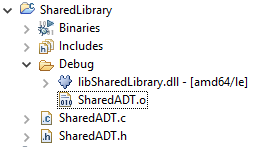 SharedLibrary
Binaries
Includes
Debug
libSharedLibrary.dll - [amd64/le]
SharedADT.o
SharedADT.c
SharedADT.h